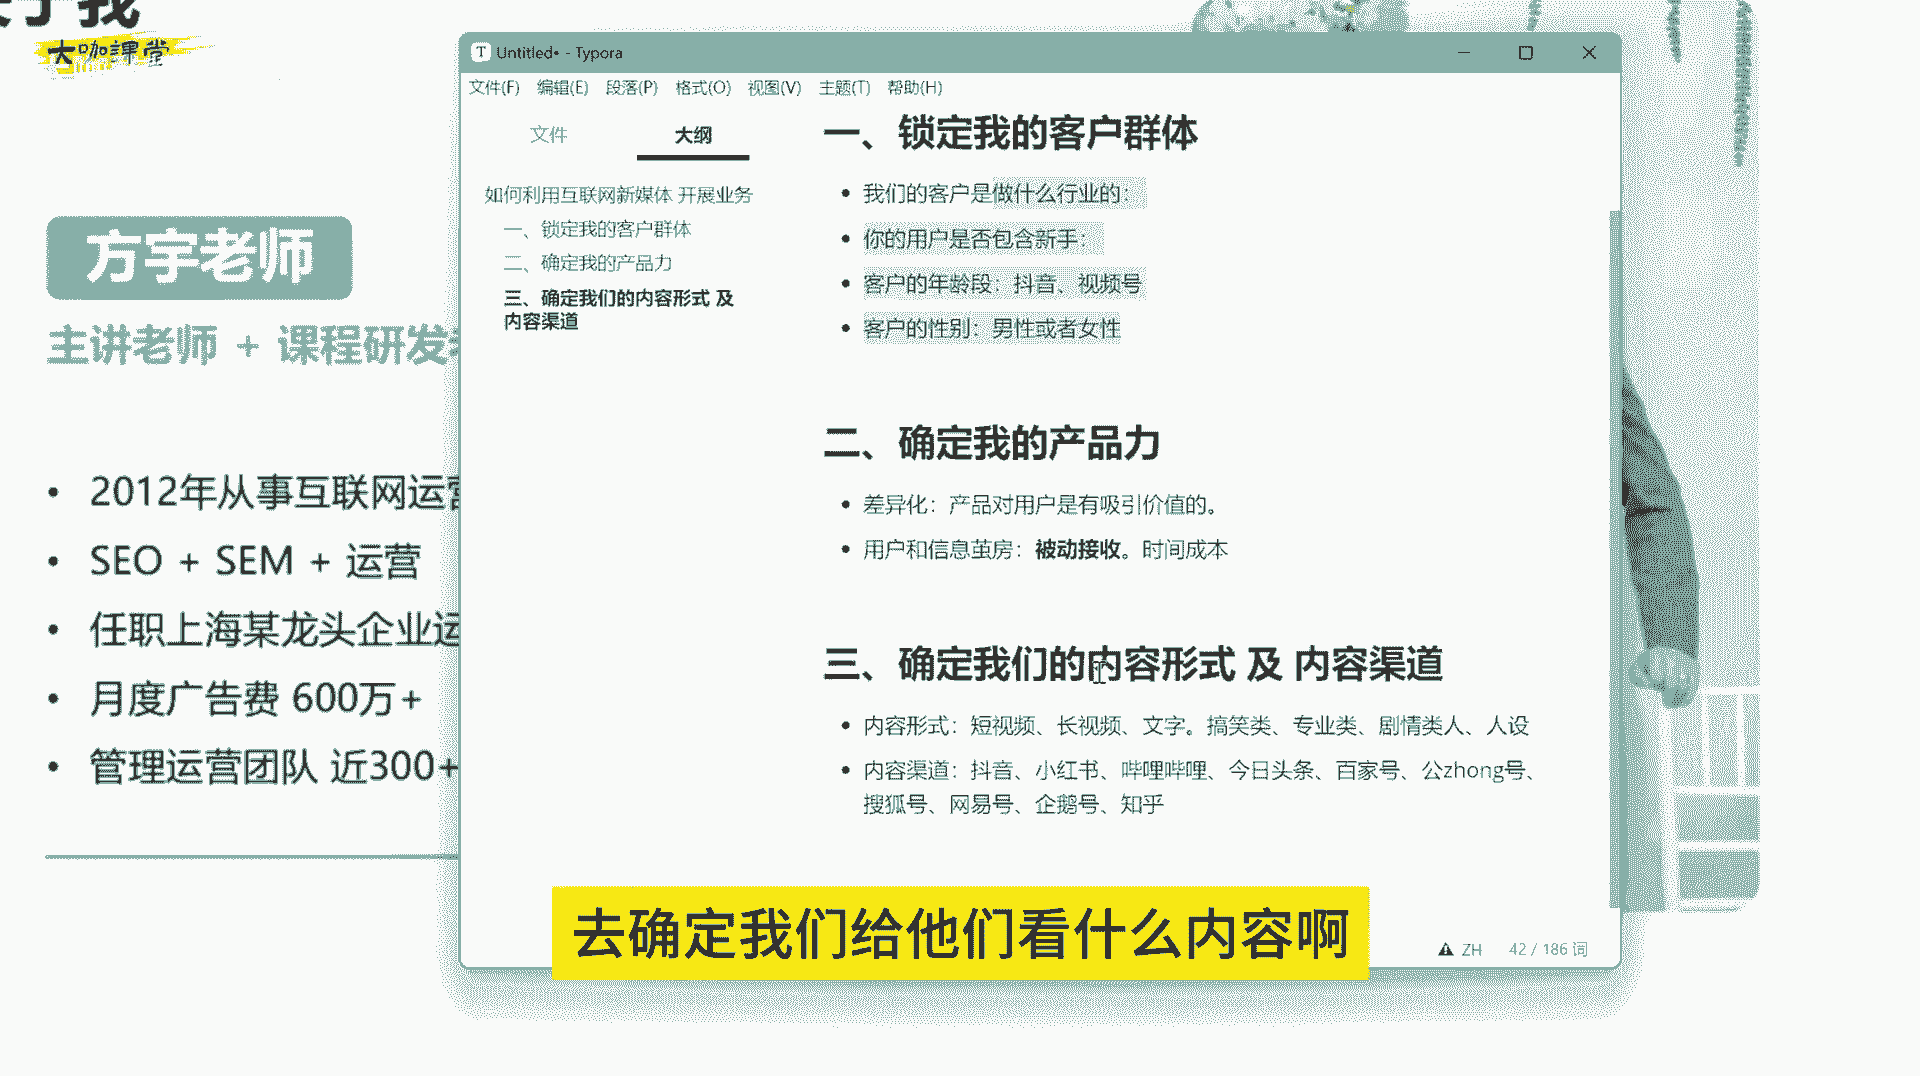 大咖課堂
方宇老师
主讲老师 + 课程研发
2012年从事互联网运营
SEO + SEM + 运营
任职上海某龙头企业运
月度广告费 600万+
管理运营团队 近300+
Untitled• - Typora
文件(F) 编辑(E) 段落(P) 格式(O) 视图(V) 主题(T) 帮助(H)
文件 大纲
如何利用互联网新媒体 开展业务
一、锁定我的客户群体
二、确定我的产品力
三、确定我们的内容形式 及
内容渠道
一、锁定我的客户群体
我们的客户是做什么行业的：
你的用户是否包含新手：
客户的年龄段：抖音、视频号
客户的性别：男性或者女性
二、确定我的产品力
差异化：产品对用户是有吸引价值的。
用户和信息茧房：被动接收。时间成本
三、确定我们的内容形式 及 内容渠道
内容形式：短视频、长视频、文字。搞笑类、专业类、剧情类人、人设
内容渠道：抖音、小红书、哔哩哔哩、今日头条、百家号、公zhong号、
搜狐号、网易号、企鹅号、知乎
ZH 42 / 186 词
去确定我们给他们看什么内容啊